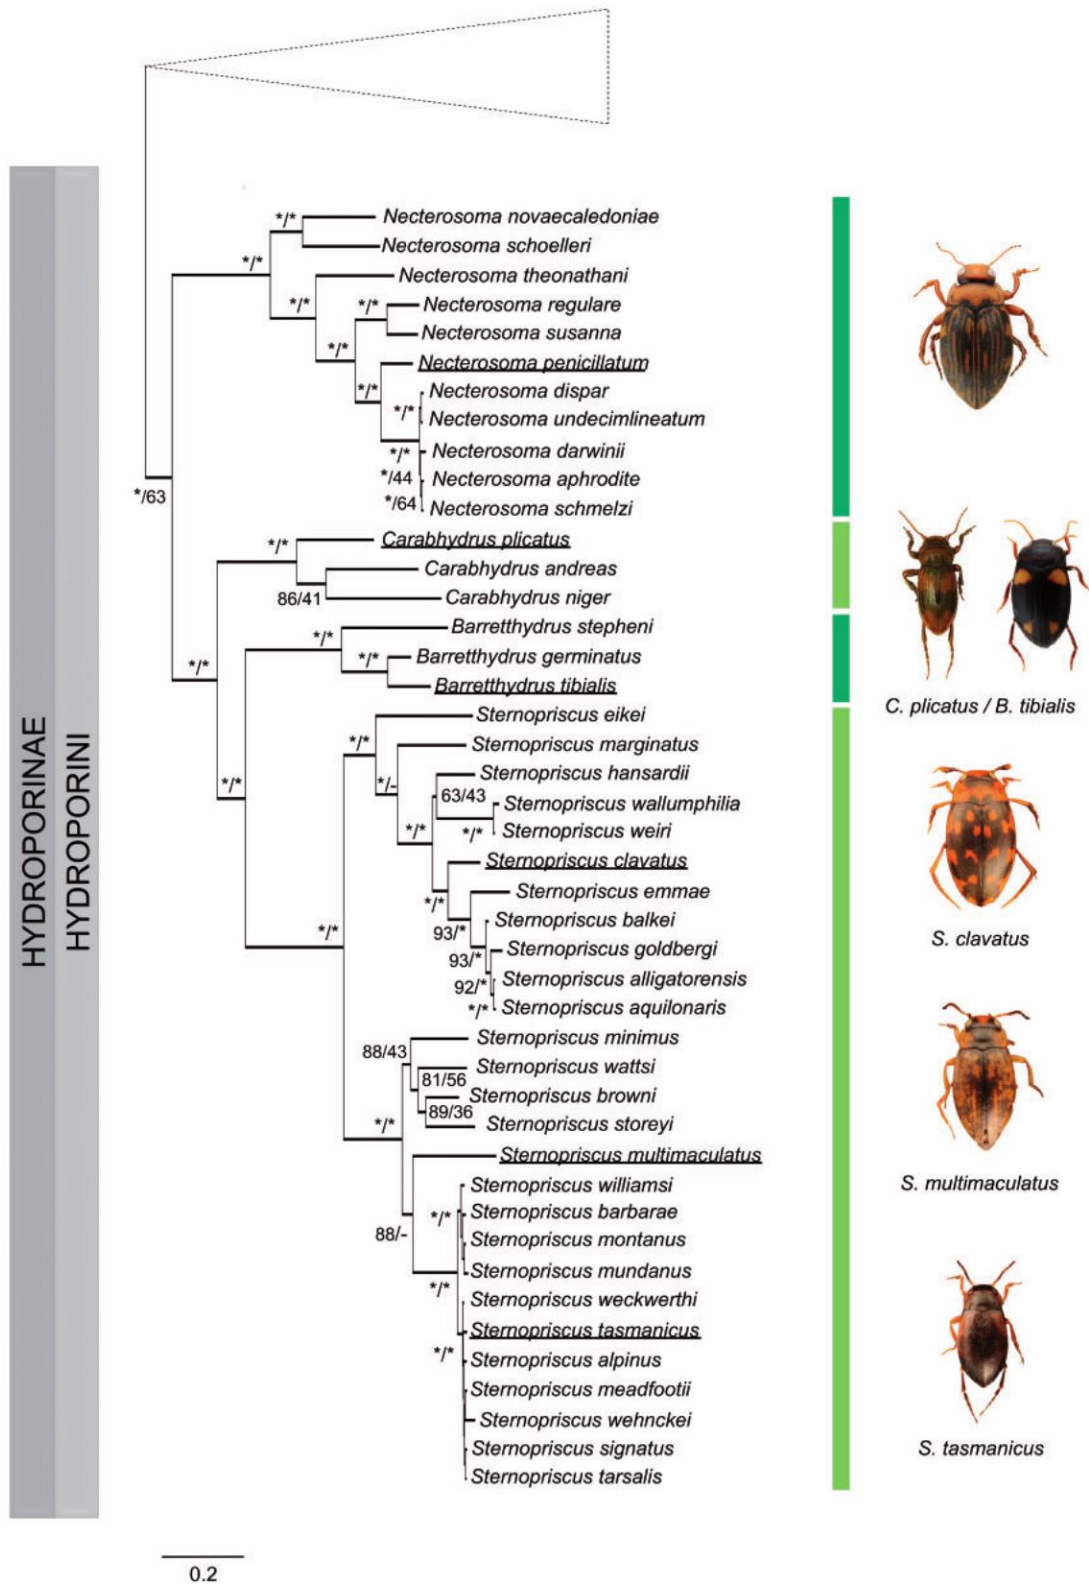 HYDROPORINAE
HYDROPORINI
Necterosoma novaecaledoniae
*/*
Necterosoma schoelleri
*/*
Necterosoma theonathani
*/*
Necterosoma regulare
*/*
Necterosoma susanna
*/*
Necterosoma penicillatum
*/*
Necterosoma dispar
*/*
Necterosoma undecimlineatum
*/*
Necterosoma darwinii
*/44
Necterosoma aphrodite
*/64
Necterosoma schmelzi
*/63
Carabhydrus plicatus
*/*
Carabhydrus andreas
86/41
Carabhydrus niger
Barretthydrus stepheni
*/*
Barretthydrus germinatus
*/*
*/*
Barretthydrus tibialis
C. plicatus / B. tibialis
Sternopriscus eikei
*/*
Sternopriscus marginatus
*/-
*/*
Sternopriscus hansardii
63/43
Sternopriscus wallumphilia
*/*
*/*
Sternopriscus weiri
Sternopriscus clavatus
*/*
Sternopriscus emmae
Sternopriscus balkei
93/*
*/*
S. clavatus
Sternopriscus goldbergi
93/*
Sternopriscus alligatorensis
92/*
Sternopriscus aquilonaris
*/*
Sternopriscus minimus
88/43
Sternopriscus wattsi
81/56
Sternopriscus browni
89/36
Sternopriscus storeyi
*/*
Sternopriscus multimaculatus
S. multimaculatus
Sternopriscus williamsi
Sternopriscus barbarae
*/*
88/-
Sternopriscus montanus
Sternopriscus mundanus
*/*
Sternopriscus weckwerthi
Sternopriscus tasmanicus
*/*
Sternopriscus alpinus
Sternopriscus meadfootii
Sternopriscus wehnckei
Sternopriscus signatus
S. tasmanicus
Sternopriscus tarsalis
0.2